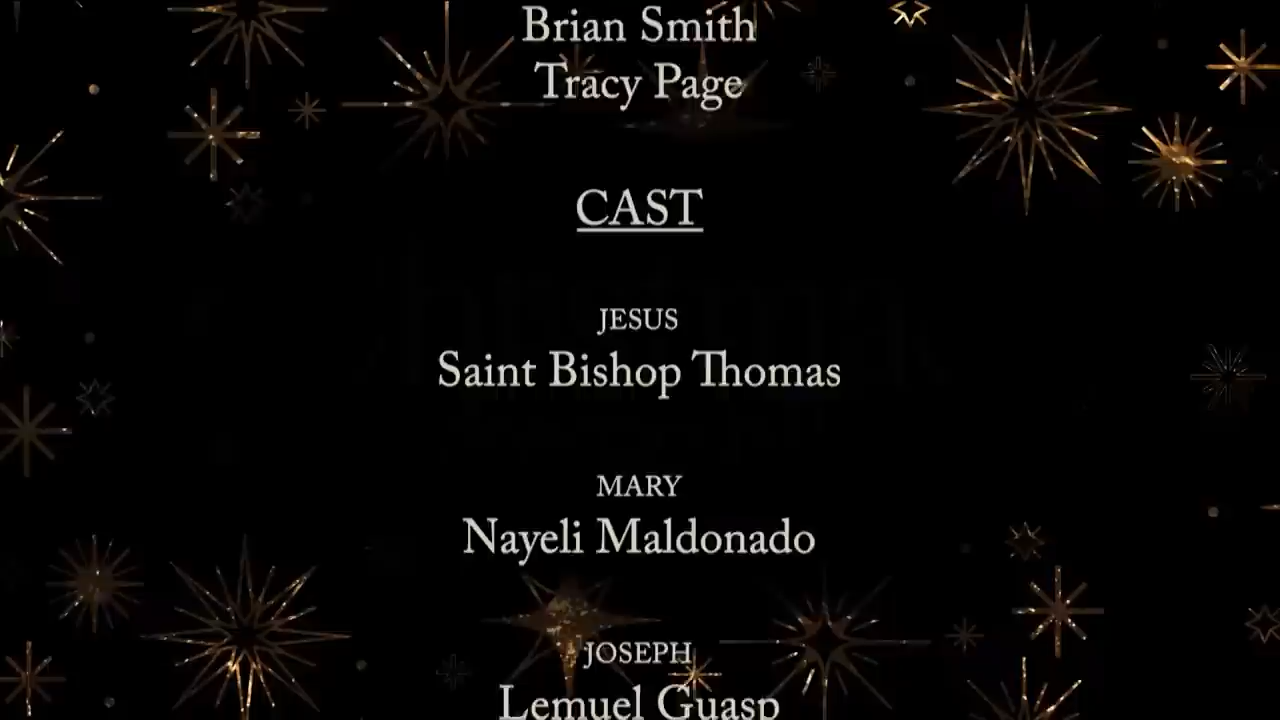 Brian Smith
Tracy Page
CAST
JESUS
Saint Bishop Thomas
MARY
Nayeli Maldonado
JOSEPH
Lemuel Guasp